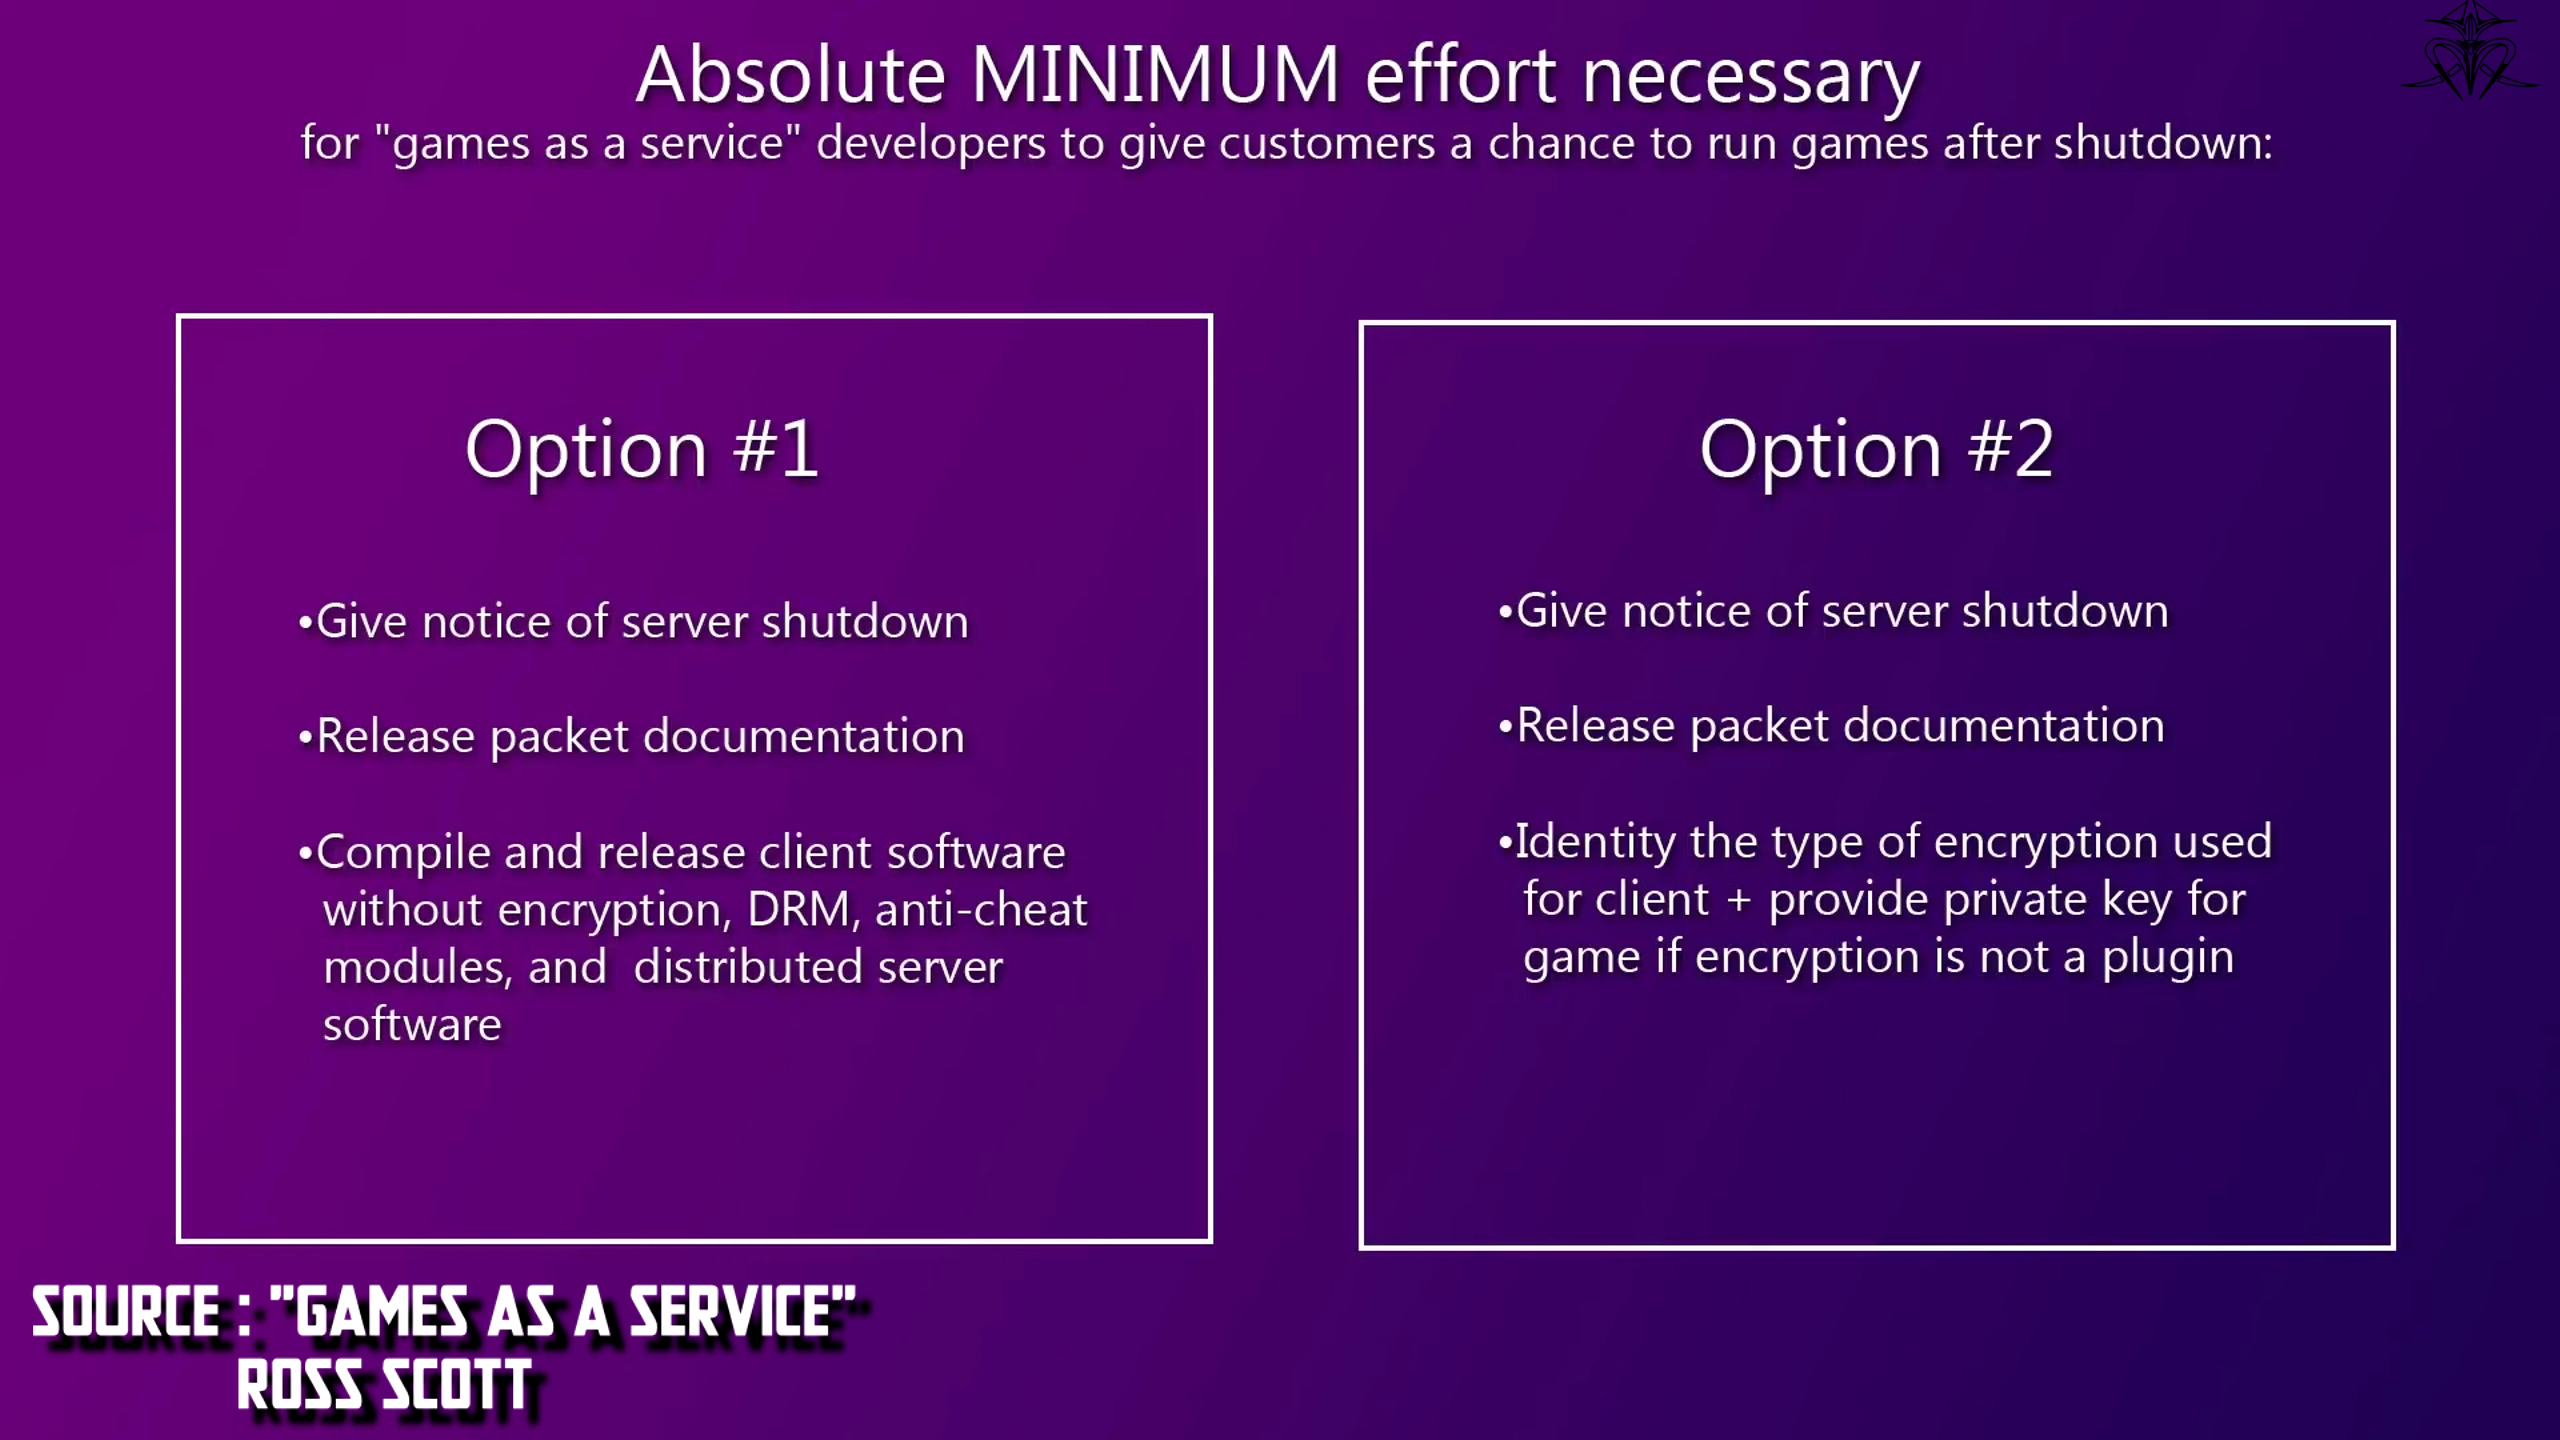 Absolute MINIMUM effort necessary
for "games as a service" developers to give customers a chance to run games after shutdown:
Option #1
•Give notice of server shutdown
•Release packet documentation
•Compile and release client software
without encryption, DRM, anti-cheat
modules, and  distributed server
software
Option #2
•Give notice of server shutdown
•Release packet documentation
•Identity the type of encryption used
for client + provide private key for
game if encryption is not a plugin
SOURCE : "GAMES AS A SERVICE"
ROSS SCOTT